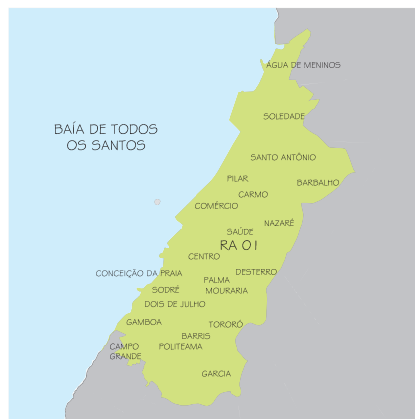 ÁGUA DE MENINOS
SOLEDADE
BAÍA DE TODOS
OS SANTOS
SANTO ANTÔNIO
PILAR
BARBALHO
CARMO
COMÉRCIO
NAZARÉ
SAÚDE
RA 01
CENTRO
CONCEIÇÃO DA PRAIA
DESTERRO
PALMA
SODRÉ
MOURARIA
DOIS DE JULHO
GAMBOA
TORORÓ
BARRIS
CAMPO
GRANDE
POLITEAMA
GARCIA